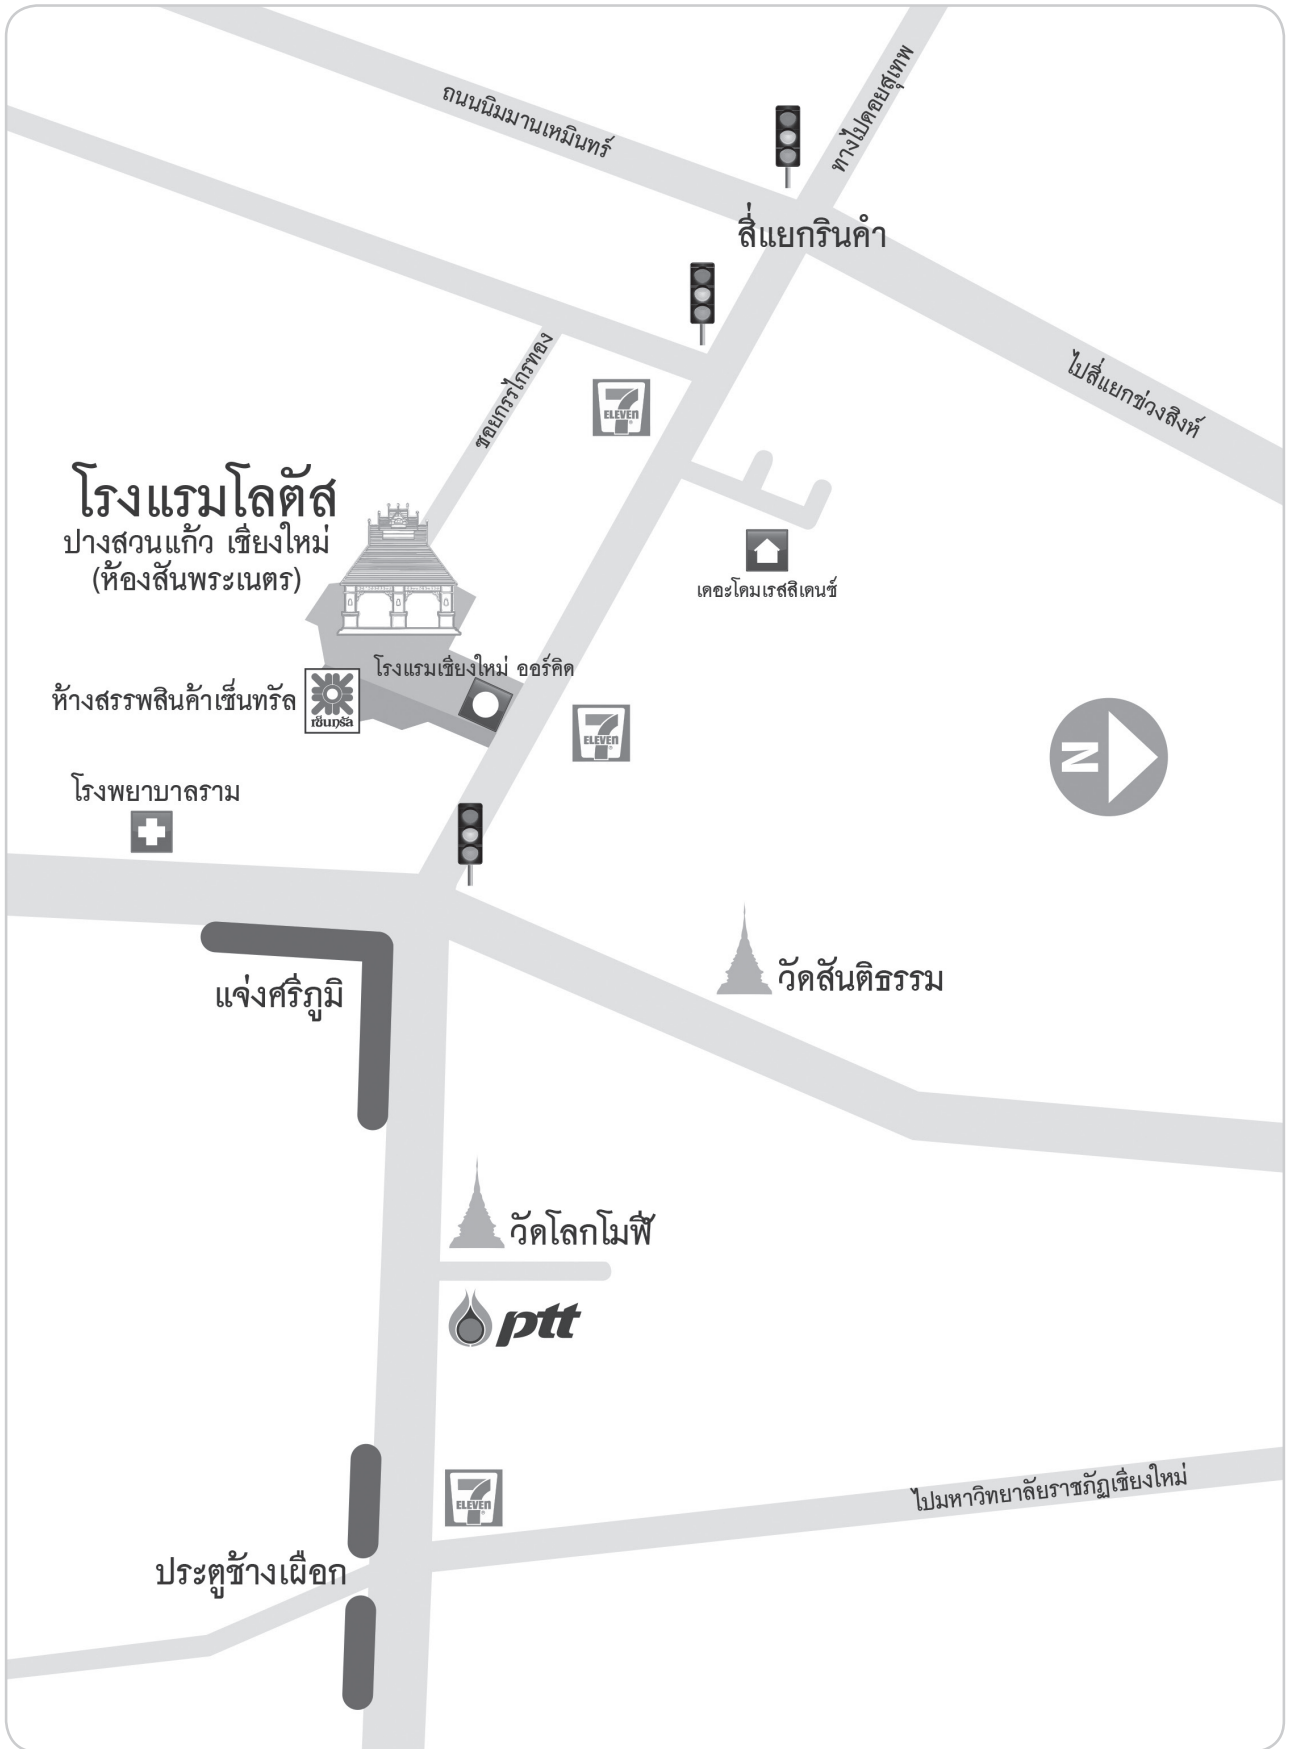 ถนนนิมมานเหมินทร์
ทางไปดอยสุเทพ
สี่แยกรินคำ
ซอยกรรไกรทอง
7
ELEVEN
ไปสี่แยกช่วงสิงห์
โรงแรมโลตัส
ปางสวนแก้ว เชียงใหม่
(ห้องสันพระเนตร)
เดอะโดมเรสสิเดนซ์
โรงแรมเชียงใหม่ ออร์คิด
ห้างสรรพสินค้าเซ็นทรัล
เซ็นทรัล
7
ELEVEN
N
โรงพยาบาลราม
วัดสันติธรรม
แจ่งศรีภูมิ
วัดโลกโมฬี
ptt
7
ELEVEN
ไปมหาวิทยาลัยราชภัฏเชียงใหม่
ประตูช้างเผือก